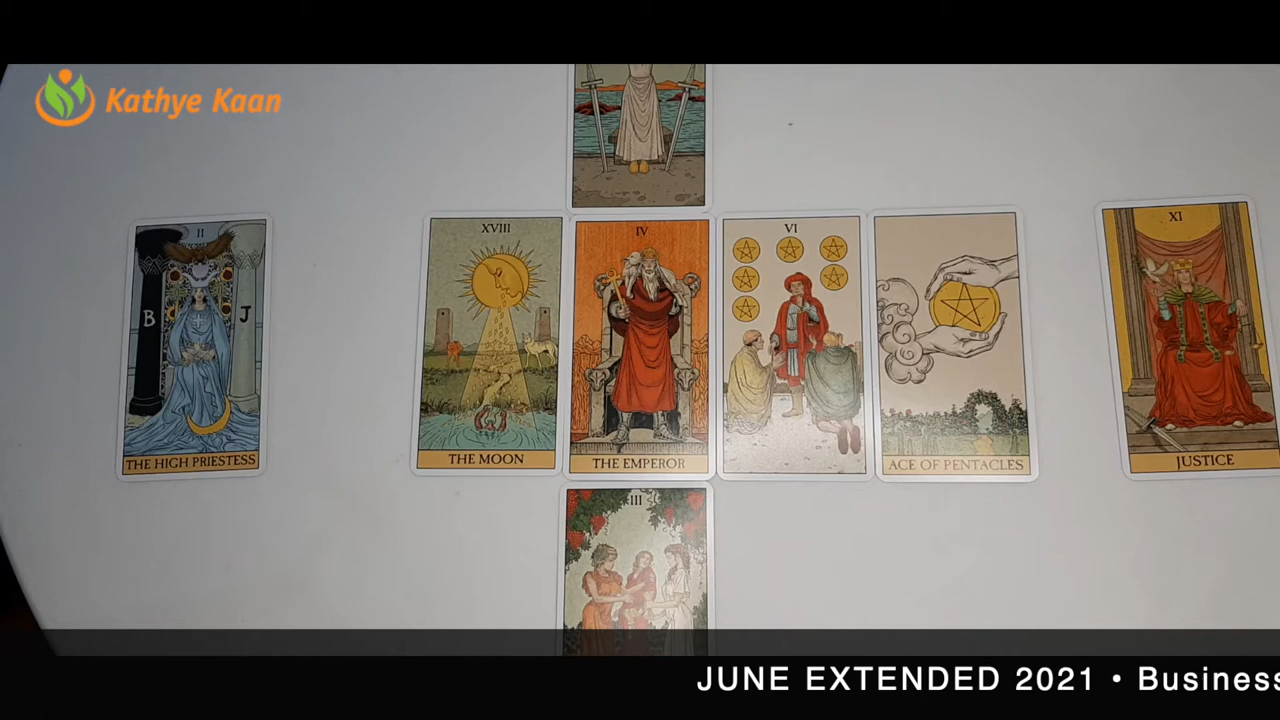 Kathye Kaan
II
B
J
THE HIGH PRIESTESS
XVIII
THE MOON
IV
THE EMPEROR
VI
ACE OF PENTACLES
XI
JUSTICE
III
JUNE EXTENDED 2021 • Business